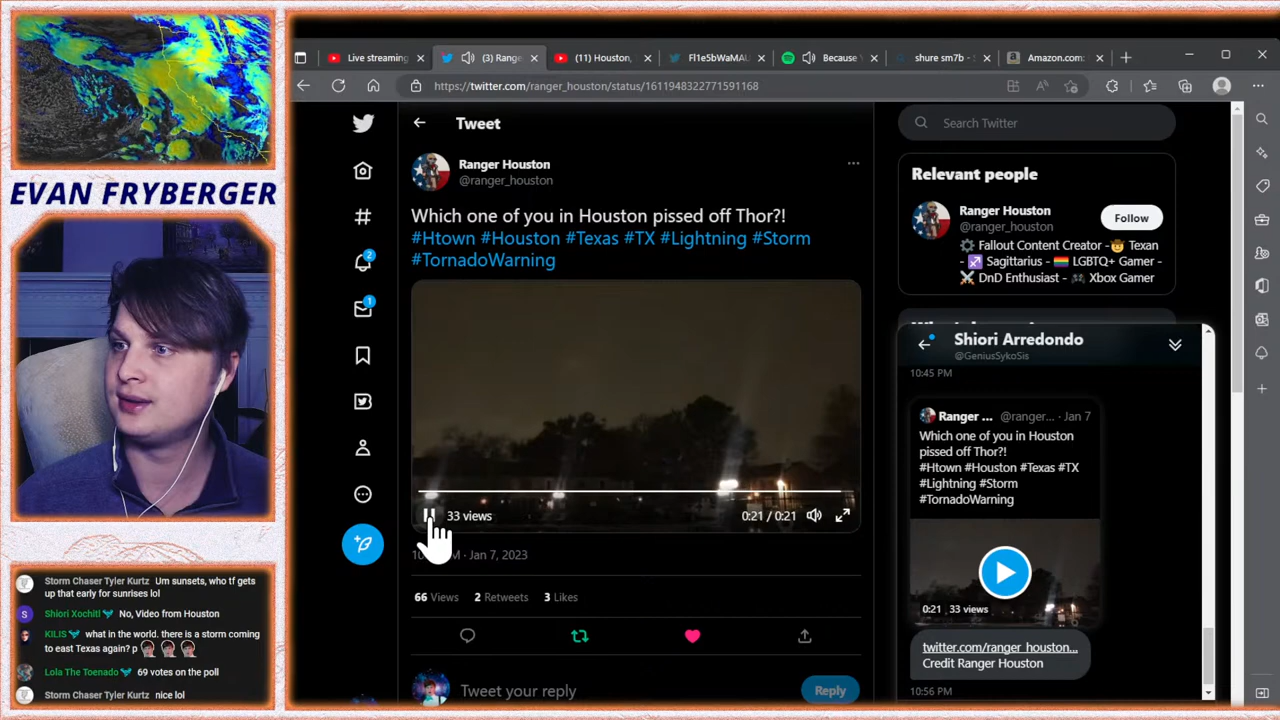 EVAN FRYBERGER
Storm Chaser Tyler Kurtz Um sunsets, who tf gets
up that early for sunrises lol
Shiori Xochitl No, Video from Houston
KILIS what in the world. there is a storm coming
to east Texas again? p
Lola The Toenado 69 votes on the poll
Storm Chaser Tyler Kurtz nice lol
Live streaming
(3) Range
(11) Houston,
Fl1e5bWaMAU
Because Y
shure sm7b - S
Amazon.com:
https://twitter.com/ranger_houston/status/1611948322771591168
Tweet
Ranger Houston
@ranger_houston
Which one of you in Houston pissed off Thor?!
#Htown #Houston #Texas #TX #Lightning #Storm
#TornadoWarning
33 views
0:21 / 0:21
M · Jan 7, 2023
66 Views 2 Retweets 3 Likes
Tweet your reply
Reply
2
1
Search Twitter
Relevant people
Ranger Houston
@ranger_houston
Follow
Fallout Content Creator - Texan
- Sagittarius - LGBTQ+ Gamer -
DnD Enthusiast - Xbox Gamer
Shiori Arredondo
@GeniusSykoSis
10:45 PM
Ranger ... @ranger... · Jan 7
Which one of you in Houston
pissed off Thor?!
#Htown #Houston #Texas #TX
#Lightning #Storm
#TornadoWarning
0:21 33 views
twitter.com/ranger_houston...
Credit Ranger Houston
10:56 PM